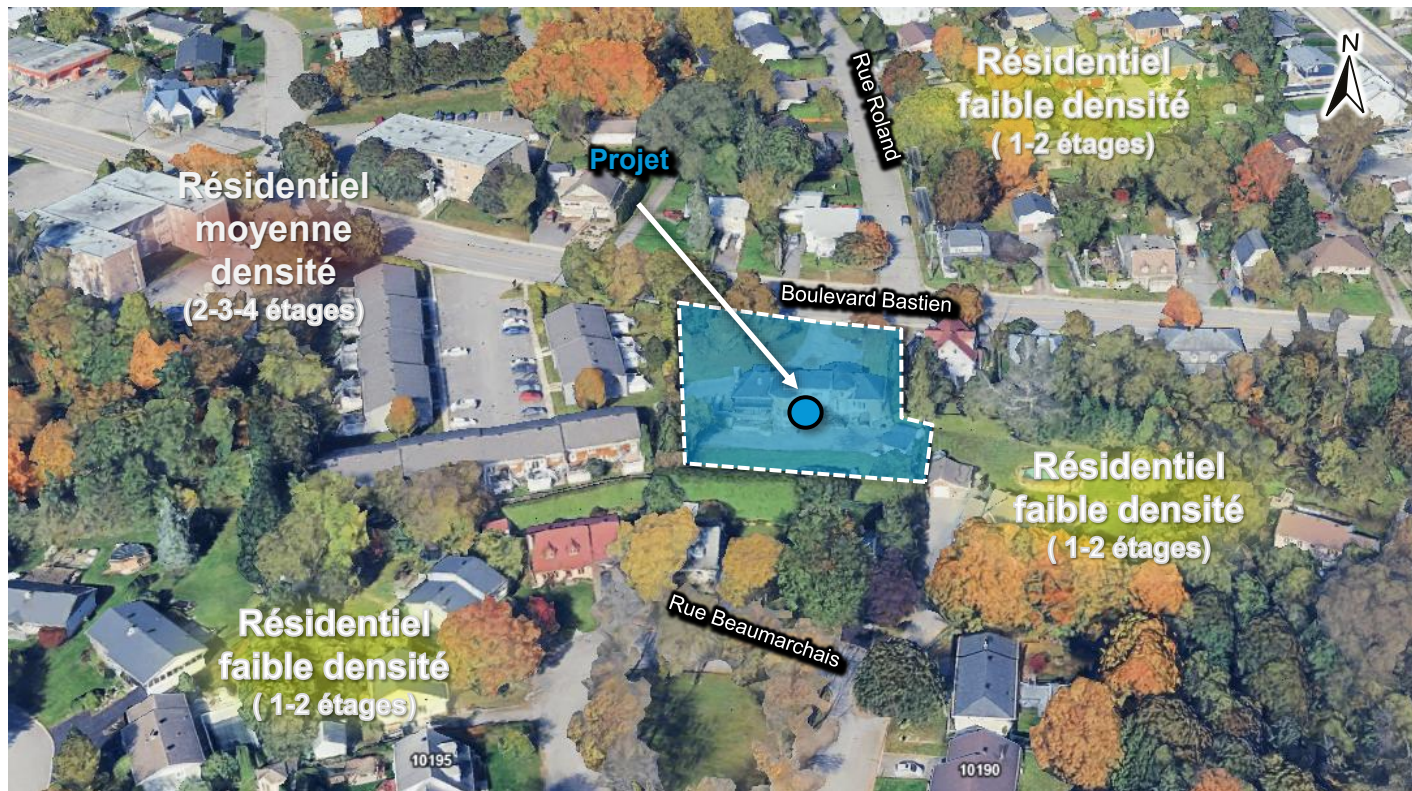 N
Résidentiel
faible densité
( 1-2 étages)
Rue Roland
Projet
Résidentiel
moyenne
densité
(2-3-4 étages)
Boulevard Bastien
Résidentiel
faible densité
( 1-2 étages)
Rue Beaumarchais
Résidentiel
faible densité
( 1-2 étages)
10195
10190